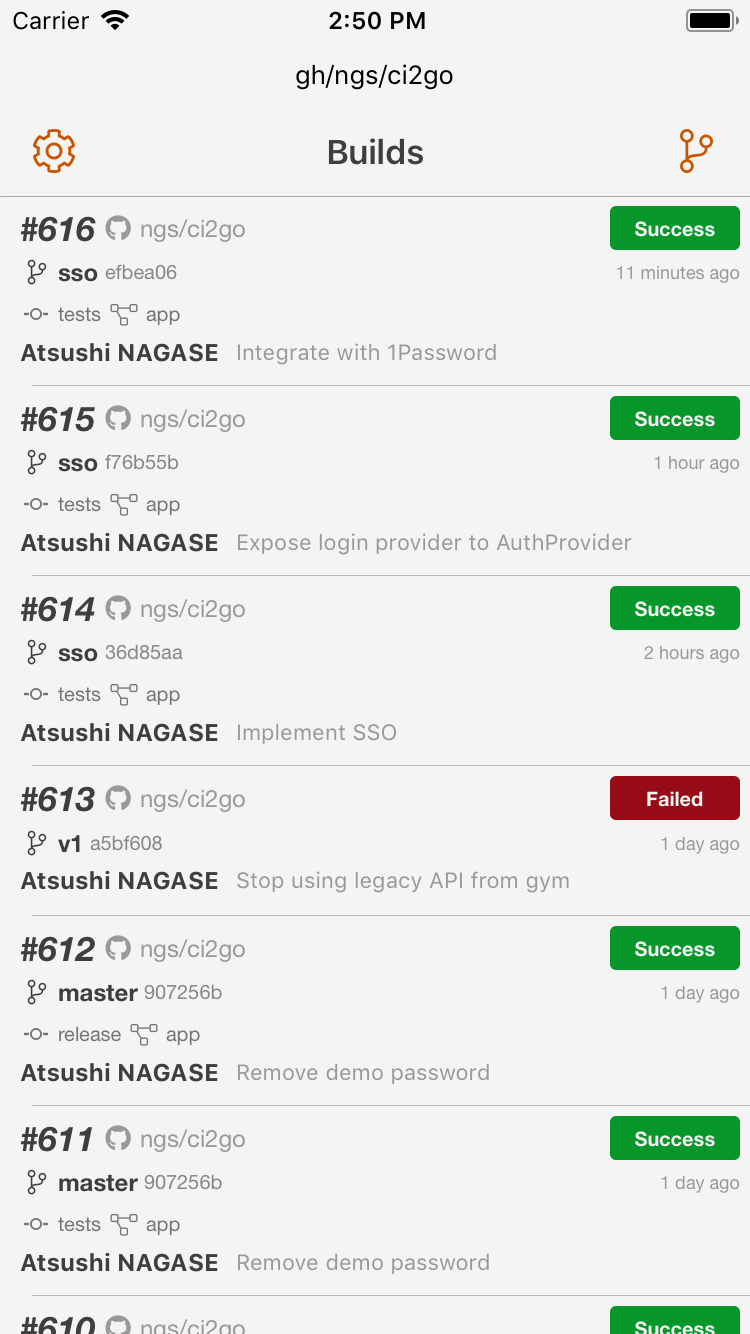 Carrier 2:50 PM
gh/ngs/ci2go
Builds
#616 ngs/ci2go Success
sso efbea06 11 minutes ago
tests app
Atsushi NAGASE Integrate with 1Password
#615 ngs/ci2go Success
sso f76b55b 1 hour ago
tests app
Atsushi NAGASE Expose login provider to AuthProvider
#614 ngs/ci2go Success
sso 36d85aa 2 hours ago
tests app
Atsushi NAGASE Implement SSO
#613 ngs/ci2go Failed
v1 a5bf608 1 day ago
Atsushi NAGASE Stop using legacy API from gym
#612 ngs/ci2go Success
master 907256b 1 day ago
release app
Atsushi NAGASE Remove demo password
#611 ngs/ci2go Success
master 907256b 1 day ago
tests app
Atsushi NAGASE Remove demo password
#610 ngs/ci2go Success